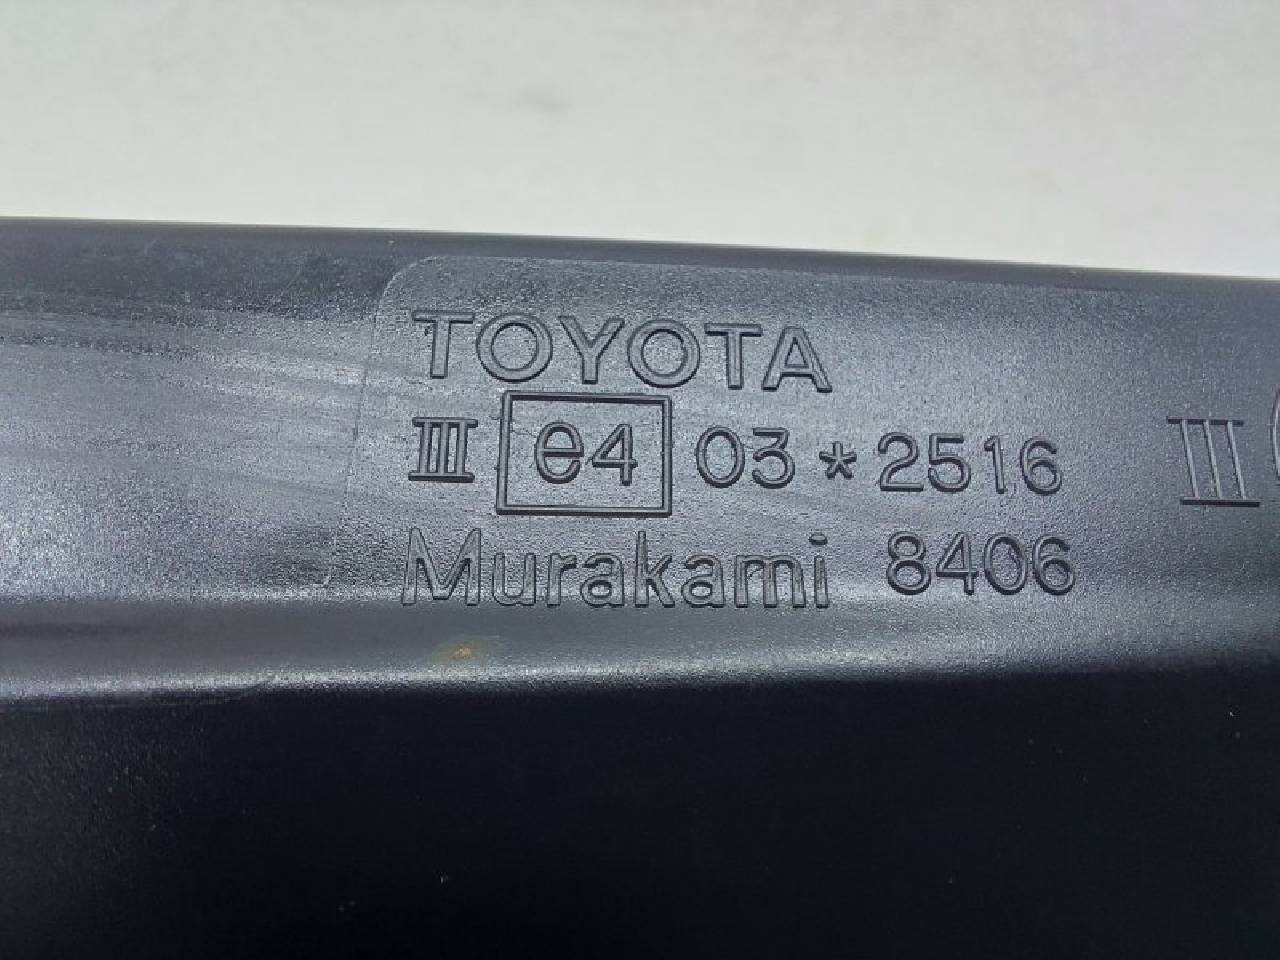 TOYOTA
III e4 03*2516 III
Murakami 8406